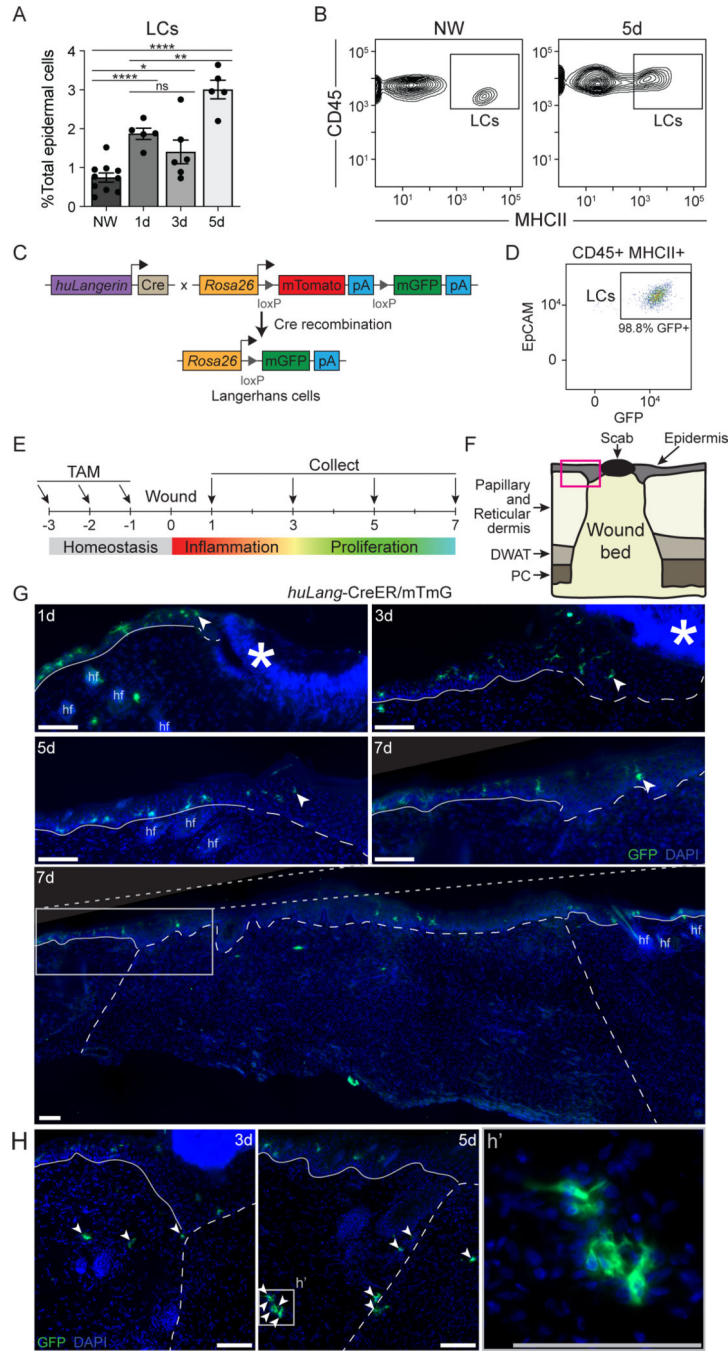 A
LCs
%Total epidermal cells
4
3
2
1
0
****
**
*
****
ns
NW
1d
3d
5d
B
NW
5d
CD45
10⁵
10³
10¹
10¹
10³
10⁵
LCs
10⁵
10³
10¹
10¹
10³
10⁵
LCs
MHCII
C
huLangerin
Cre
x
Rosa26
mTomato
pA
mGFP
pA
loxP
loxP
Cre recombination
Rosa26
mGFP
pA
loxP
Langerhans cells
D
CD45+ MHCII+
EpCAM
10⁴
0
LCs
98.8% GFP+
0
10⁴
GFP
E
TAM
Wound
Collect
-3
-2
-1
0
1
3
5
7
Homeostasis
Inflammation
Proliferation
F
Scab
Epidermis
Papillary and
Reticular
dermis
DWAT
PC
Wound
bed
G
huLang-CreER/mTmG
1d
hf
hf
hf
*
3d
*
5d
hf
hf
hf
7d
GFP DAPI
7d
hf
hf
hf
H
3d
GFP DAPI
5d
h'
h'